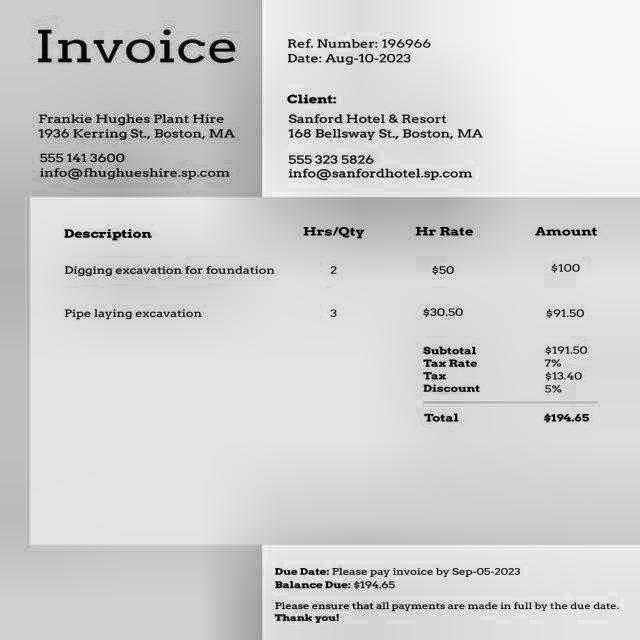 Invoice
Ref. Number: 196966
Date: Aug-10-2023
Frankie Hughes Plant Hire
1936 Kerring St., Boston, MA
555 141 3600
info@fhughueshire.sp.com
Client:
Sanford Hotel & Resort
168 Bellsway St., Boston, MA
555 323 5826
info@sanfordhotel.sp.com
Description Hrs/Qty Hr Rate Amount
Digging excavation for foundation 2 $50 $100
Pipe laying excavation 3 $30.50 $91.50
Subtotal $191.50
Tax Rate 7%
Tax $13.40
Discount 5%
Total $194.65
Due Date: Please pay invoice by Sep-05-2023
Balance Due: $194.65
Please ensure that all payments are made in full by the due date.
Thank you!